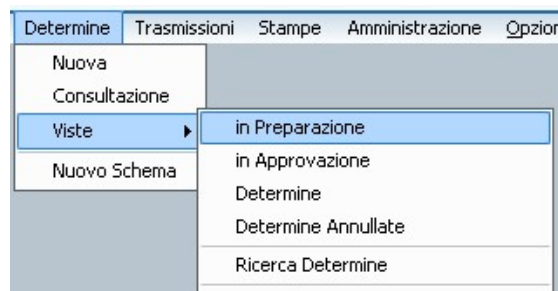 Determine Trasmissioni Stampe Amministrazione Opzion
Nuova
Consultazione
Viste
Nuovo Schema
in Preparazione
in Approvazione
Determine
Determine Annullate
Ricerca Determine